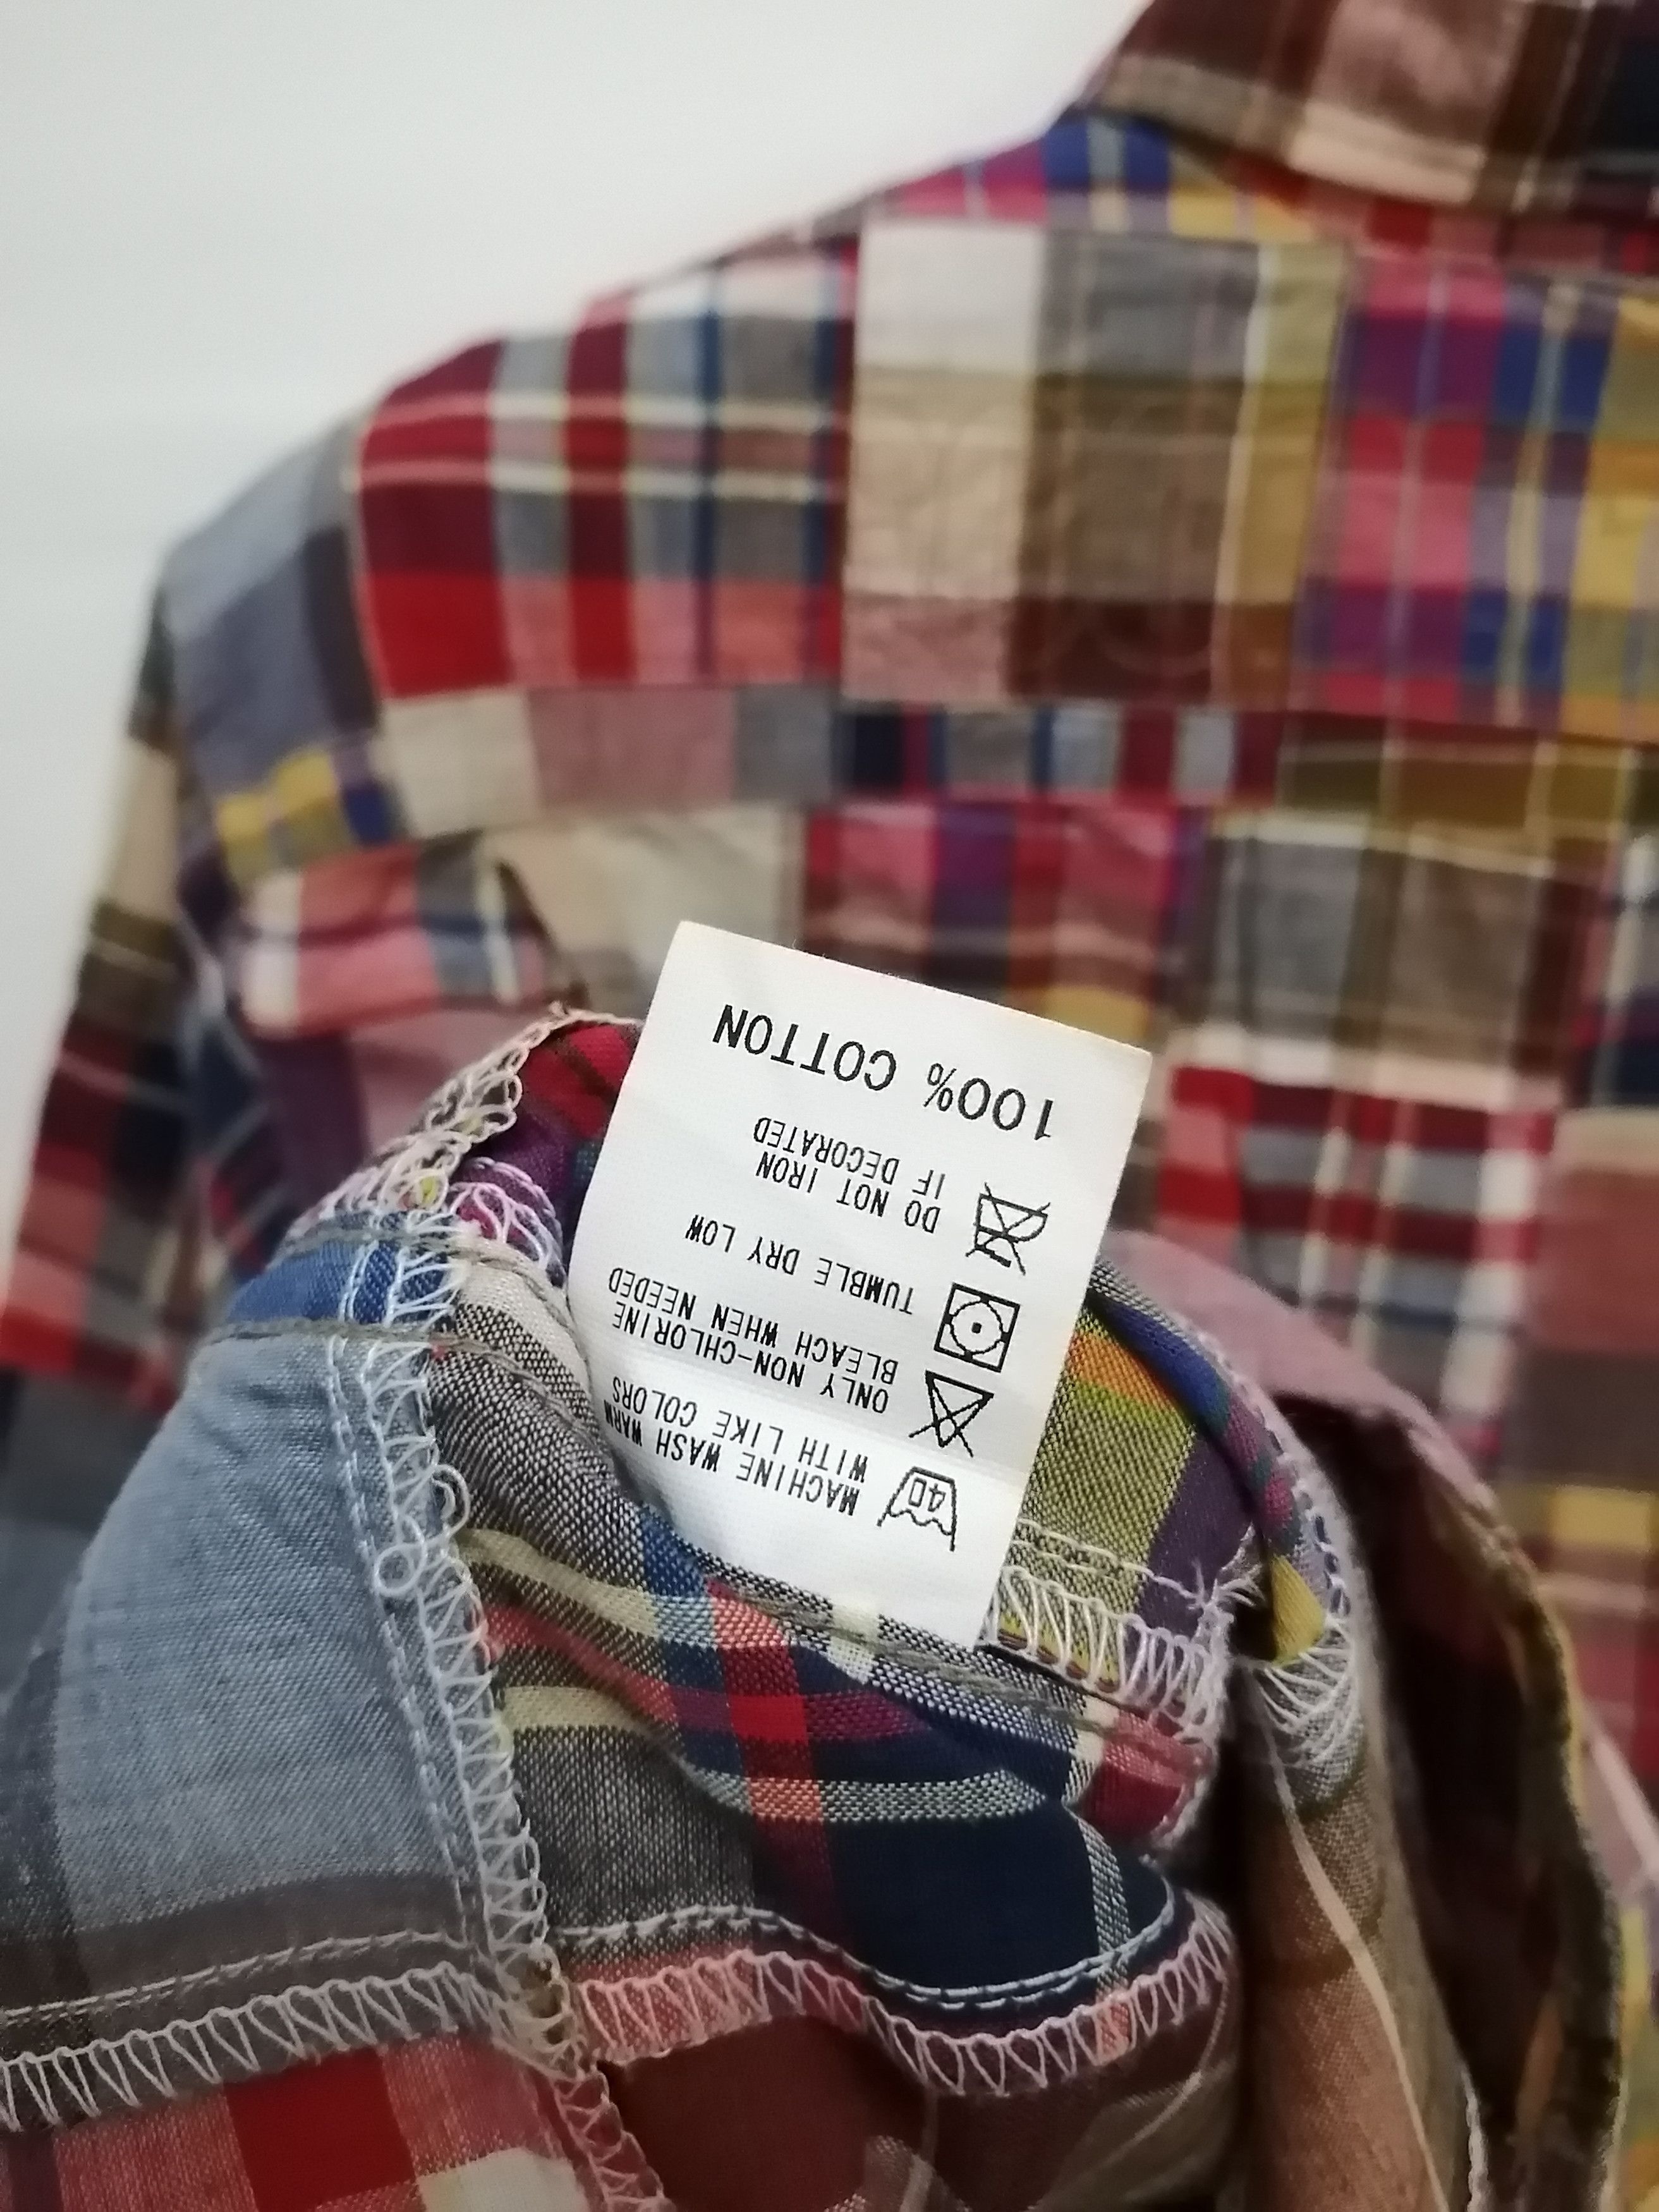 40 MACHINE WASH WARM
WITH LIKE COLORS
ONLY NON-CHLORINE
BLEACH WHEN NEEDED
TUMBLE DRY LOW
DO NOT IRON
IF DECORATED
100% COTTON